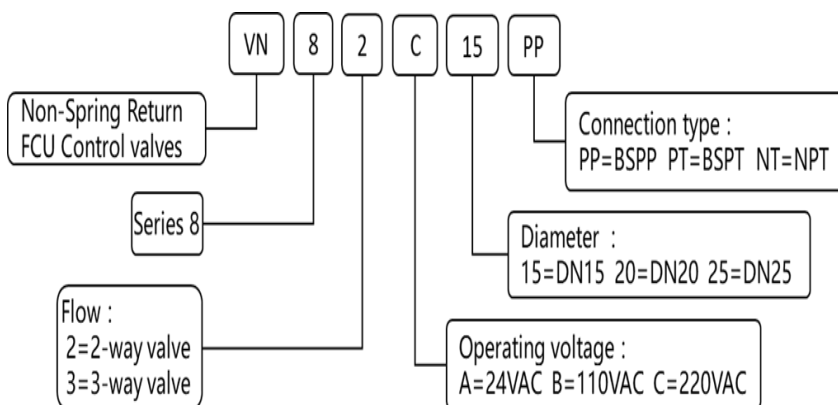 VN 8 2 C 15 PP
Non-Spring Return
FCU Control valves
Connection type :
PP=BSPP PT=BSPT NT=NPT
Series 8
Diameter :
15=DN15 20=DN20 25=DN25
Flow :
2=2-way valve
3=3-way valve
Operating voltage :
A=24VAC B=110VAC C=220VAC